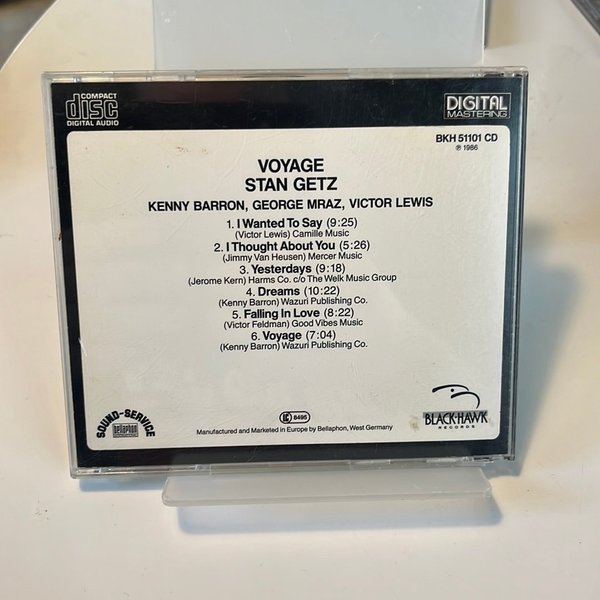 COMPACT
disc
DIGITAL AUDIO
DIGITAL
MASTERING
BKH 51101 CD
℗ 1986
VOYAGE
STAN GETZ
KENNY BARRON, GEORGE MRAZ, VICTOR LEWIS
1. I Wanted To Say (9:25)
(Victor Lewis) Camille Music
2. I Thought About You (5:26)
(Jimmy Van Heusen) Mercer Music
3. Yesterdays (9:18)
(Jerome Kern) Harms Co. c/o The Welk Music Group
4. Dreams (10:22)
(Kenny Barron) Wazuri Publishing Co.
5. Falling In Love (8:22)
(Victor Feldman) Good Vibes Music
6. Voyage (7:04)
(Kenny Barron) Wazuri Publishing Co.
SOUND-SERVICE
bellaphon
LC 8495
Manufactured and Marketed in Europe by Bellaphon, West Germany
BLACK-HAWK
RECORDS